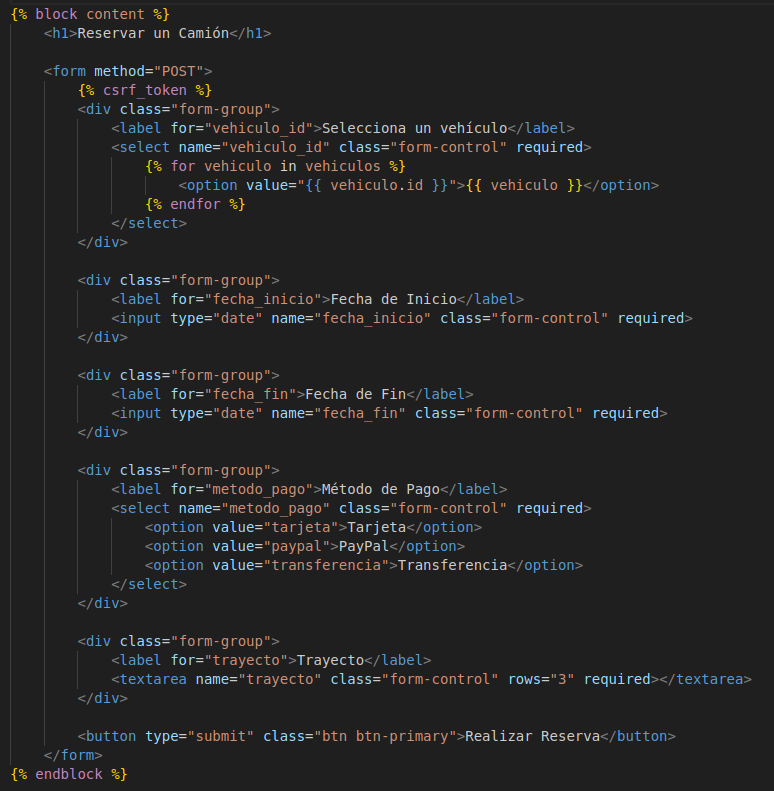 {% block content %}
    <h1>Reservar un Camión</h1>

    <form method="POST">
        {% csrf_token %}
        <div class="form-group">
            <label for="vehiculo_id">Selecciona un vehículo</label>
            <select name="vehiculo_id" class="form-control" required>
                {% for vehiculo in vehiculos %}
                    <option value="{{ vehiculo.id }}">{{ vehiculo }}</option>
                {% endfor %}
            </select>
        </div>

        <div class="form-group">
            <label for="fecha_inicio">Fecha de Inicio</label>
            <input type="date" name="fecha_inicio" class="form-control" required>
        </div>

        <div class="form-group">
            <label for="fecha_fin">Fecha de Fin</label>
            <input type="date" name="fecha_fin" class="form-control" required>
        </div>

        <div class="form-group">
            <label for="metodo_pago">Método de Pago</label>
            <select name="metodo_pago" class="form-control" required>
                <option value="tarjeta">Tarjeta</option>
                <option value="paypal">PayPal</option>
                <option value="transferencia">Transferencia</option>
            </select>
        </div>

        <div class="form-group">
            <label for="trayecto">Trayecto</label>
            <textarea name="trayecto" class="form-control" rows="3" required></textarea>
        </div>

        <button type="submit" class="btn btn-primary">Realizar Reserva</button>
    </form>
{% endblock %}